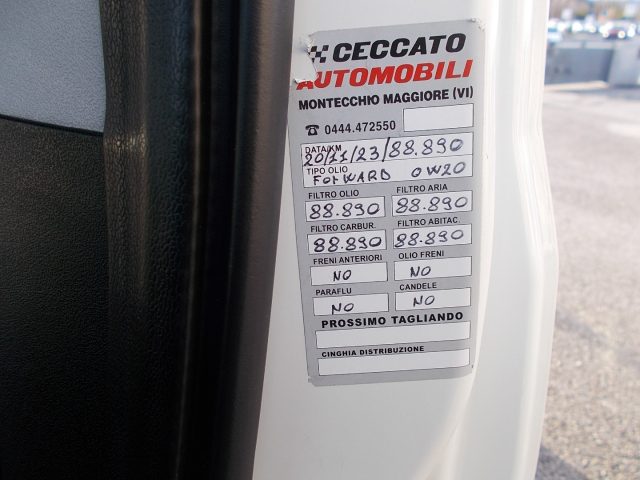 CECCATO
AUTOMOBILI
MONTECCHIO MAGGIORE (VI)
☎ 0444.472550
DATA/KM 20/11/23/88.890
TIPO OLIO FORWARD 0W20
FILTRO OLIO FILTRO ARIA
88.890 88.890
FILTRO CARBUR. FILTRO ABITAC.
88.890 88.890
FRENI ANTERIORI OLIO FRENI
NO NO
PARAFLU CANDELE
NO NO
PROSSIMO TAGLIANDO
CINGHIA DISTRIBUZIONE